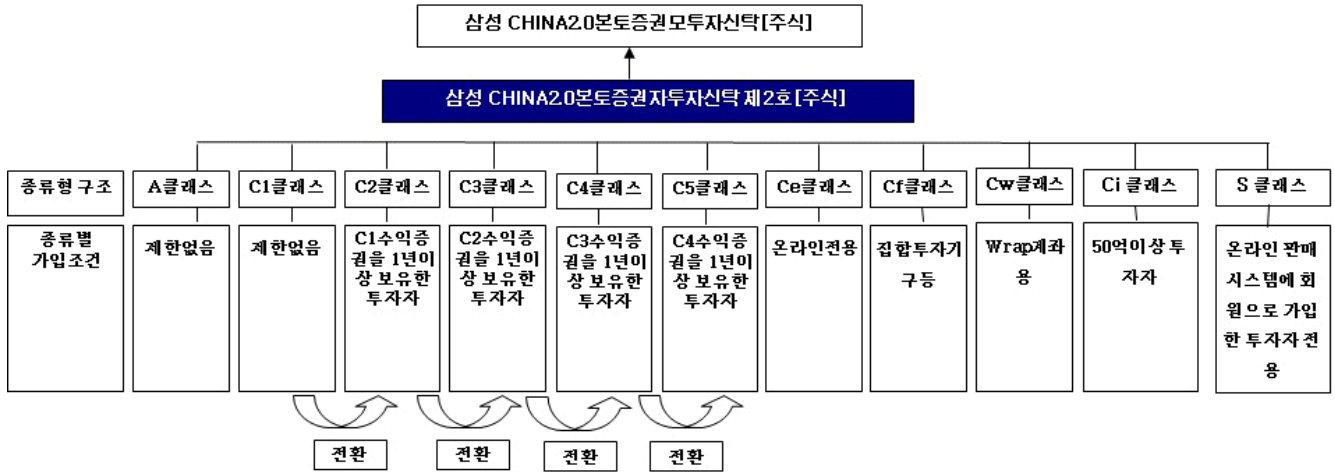 삼성 CHINA2.0본토증권모투자신탁[주식]
삼성 CHINA2.0본토증권자투자신탁 제2호[주식]
종류형 구조
A클래스
C1클래스
C2클래스
C3클래스
C4클래스
C5클래스
Ce클래스
Cf클래스
Cw클래스
Ci 클래스
S 클래스
종류별
가입조건
제한없음
제한없음
C1수익증
권을 1년이
상 보유한
투자자
C2수익증
권을 1년이
상 보유한
투자자
C3수익증
권을 1년이
상 보유한
투자자
C4수익증
권을 1년이
상 보유한
투자자
온라인전용
집합투자기
구등
Wrap계좌
용
50억이상 투
자자
온라인 판매
시스템에 회
원으로 가입
한 투자자 전
용
전환
전환
전환
전환